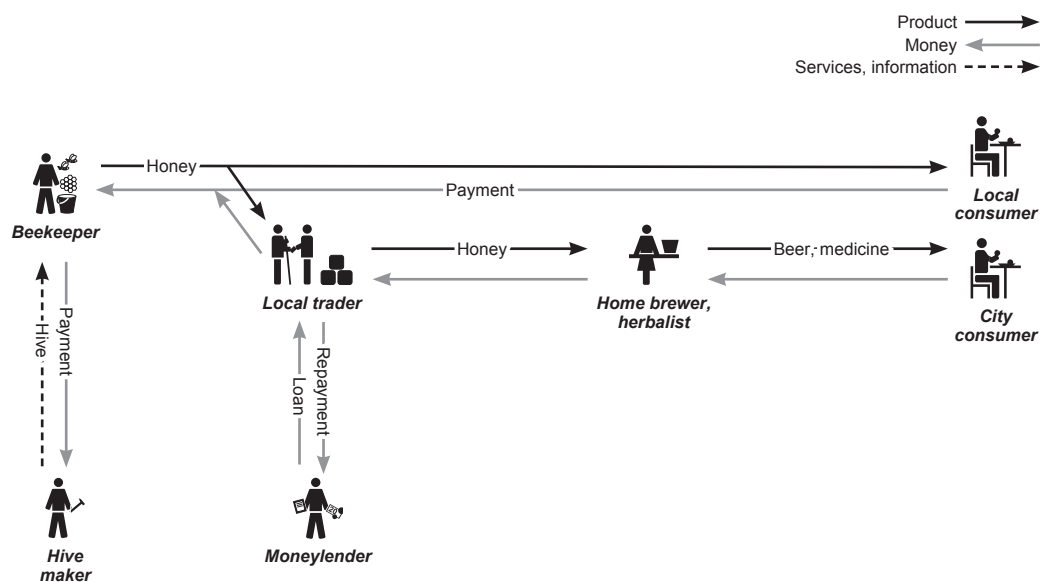 Product
Money
Services, information
Honey
Payment
Local
consumer
Beekeeper
Honey
Beer, medicine
Local trader
Home brewer,
herbalist
City
consumer
Hive
Payment
Loan
Repayment
Hive
maker
Moneylender